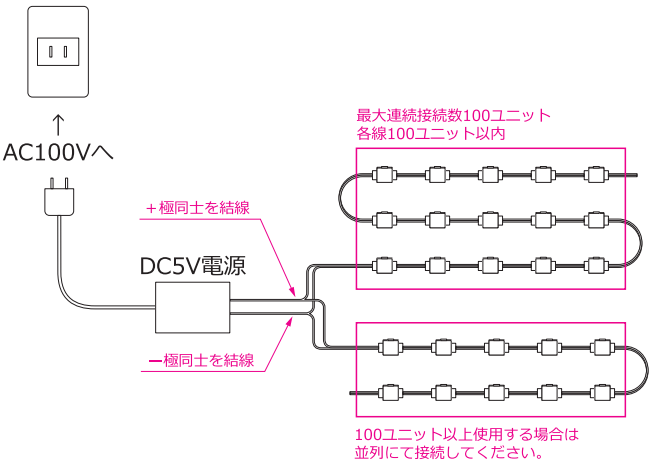 最大連続接続数100ユニット
各線100ユニット以内
AC100Vへ
＋極同士を結線
DC5V電源
－極同士を結線
100ユニット以上使用する場合は
並列にて接続してください。